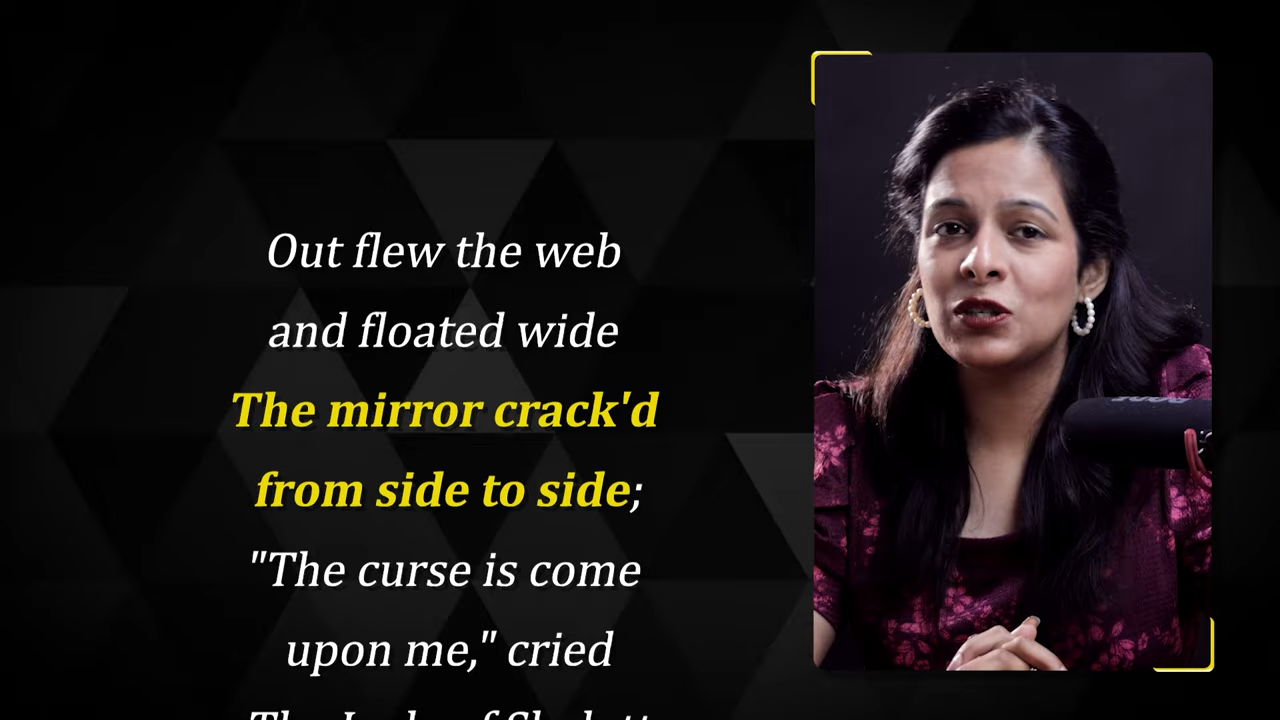 Out flew the web
and floated wide
The mirror crack'd
from side to side;
"The curse is come
upon me," cried